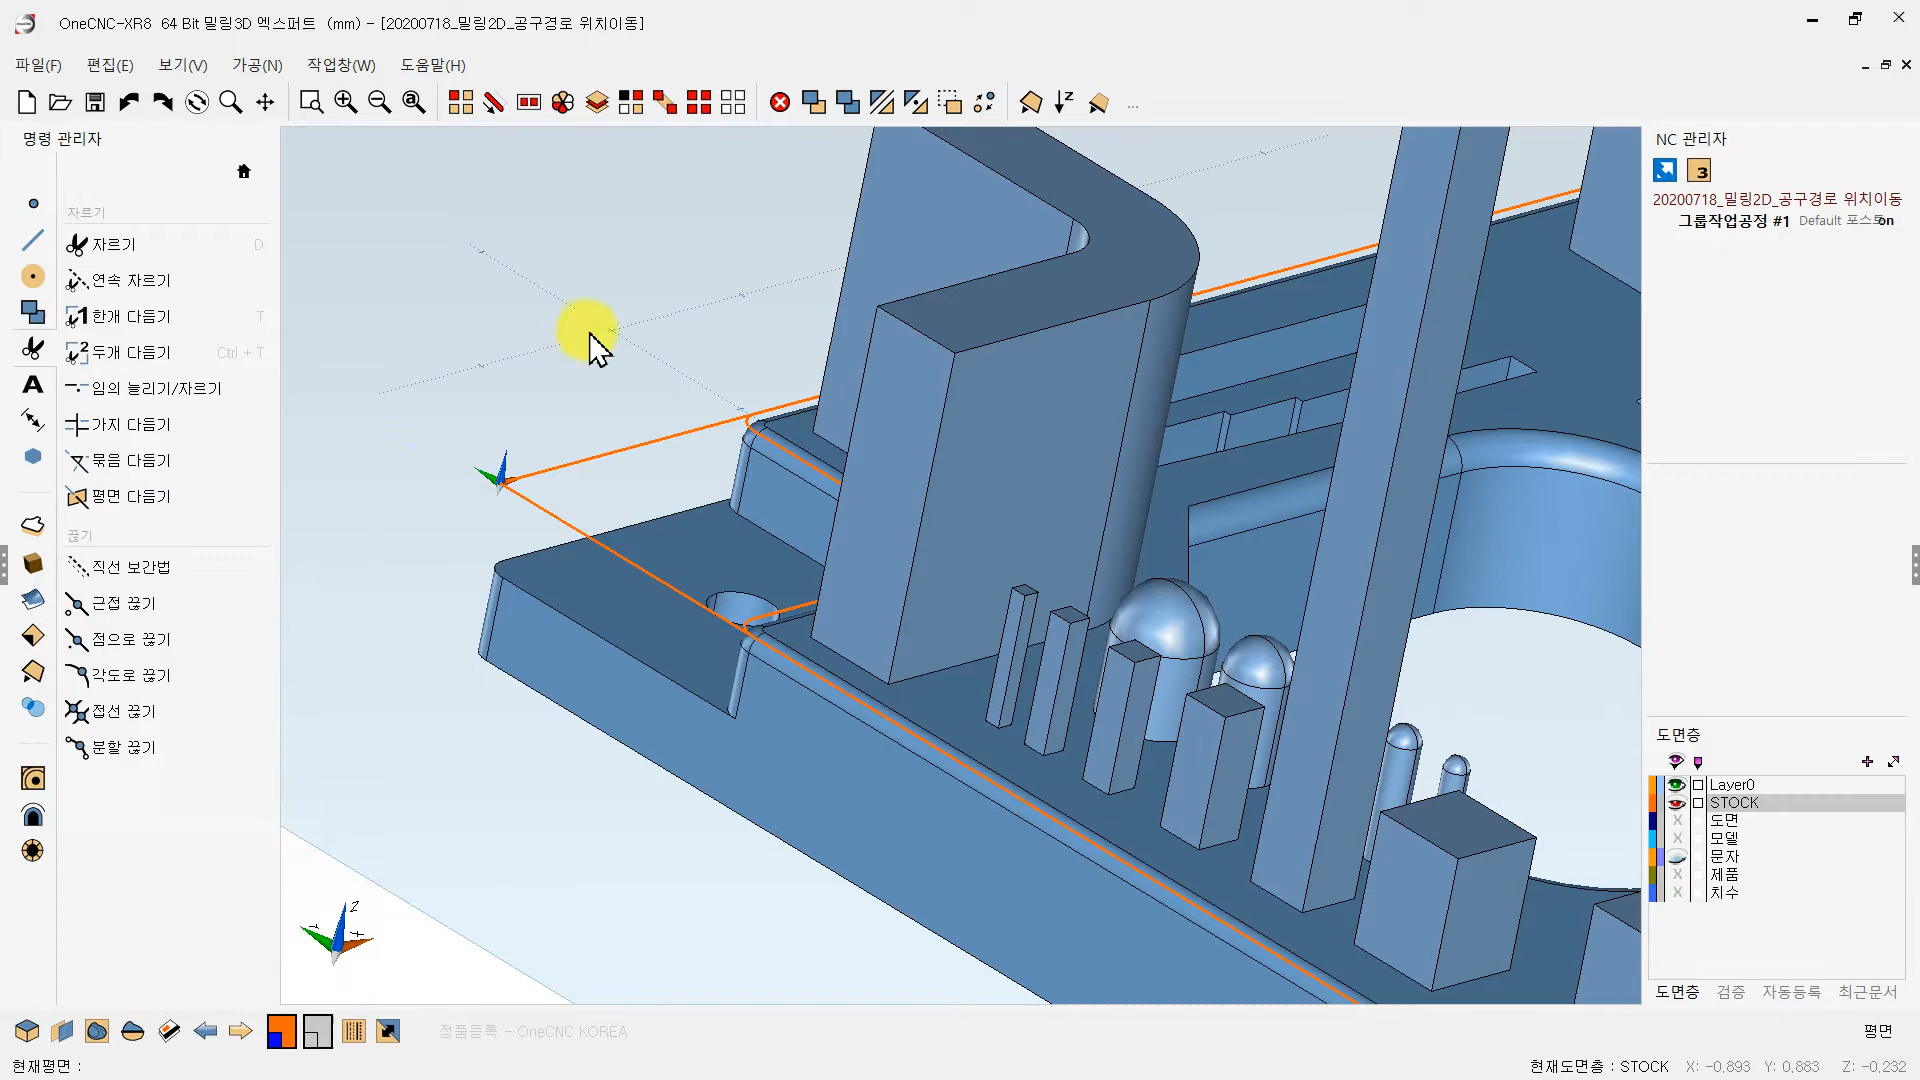 OneCNC-XR8 64 Bit 밀링3D 엑스퍼트 (mm) - [20200718_밀링2D_공구경로 위치이동]
파일(F) 편집(E) 보기(V) 가공(N) 작업창(W) 도움말(H)
명령 관리자
자르기
자르기 D
연속 자르기
한개 다듬기 T
두개 다듬기 Ctrl + T
임의 늘리기/자르기
가지 다듬기
묶음 다듬기
평면 다듬기
끊기
직선 보간법
근접 끊기
점으로 끊기
각도로 끊기
접선 끊기
분할 끊기
Z
NC 관리자
3
20200718_밀링2D_공구경로 위치이동
그룹작업공정 #1 Default 포스트 on
도면층
Layer0
STOCK
도면
모델
문자
제품
치수
도면층 검증 자동등록 최근문서
정품등록 - OneCNC KOREA
평면
현재평면 :
현재도면층 : STOCK X: -0,893 Y: 0,883 Z: -0,232